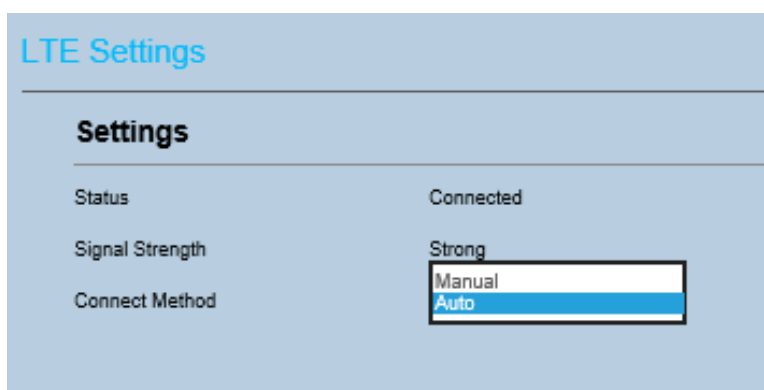 LTE Settings
Settings
Status Connected
Signal Strength Strong
Manual
Connect Method Auto